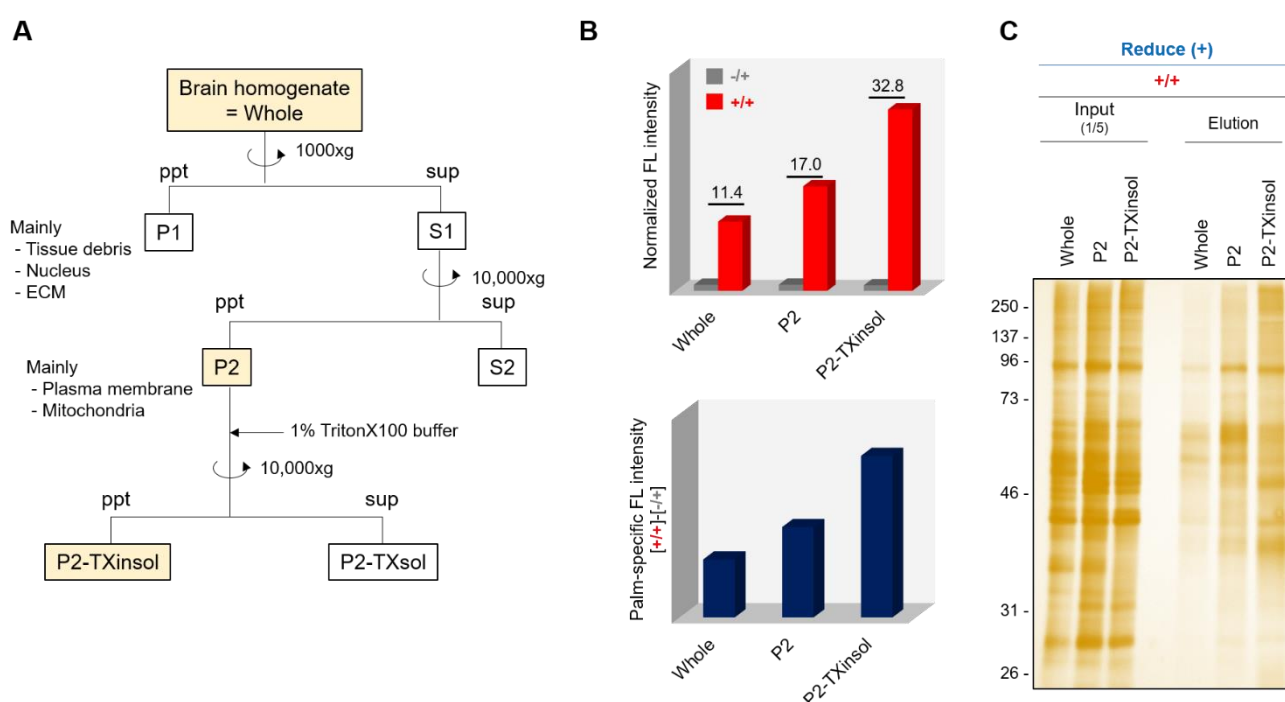 A
Brain homogenate
= Whole
1000xg
ppt
sup
P1
S1
Mainly
- Tissue debris
- Nucleus
- ECM
10,000xg
ppt
sup
P2
S2
Mainly
- Plasma membrane
- Mitochondria
1% TritonX100 buffer
10,000xg
ppt
sup
P2-TXinsol
P2-TXsol
B
Normalized FL intensity
-/+
+/+
11.4
17.0
32.8
Whole
P2
P2-TXinsol
Palm-specific FL intensity
[+/+]-[-/+]
Whole
P2
P2-TXinsol
C
Reduce (+)
+/+
Input
(1/5)
Elution
Whole
P2
P2-TXinsol
Whole
P2
P2-TXinsol
250 -
137 -
96 -
73 -
46 -
31 -
26 -